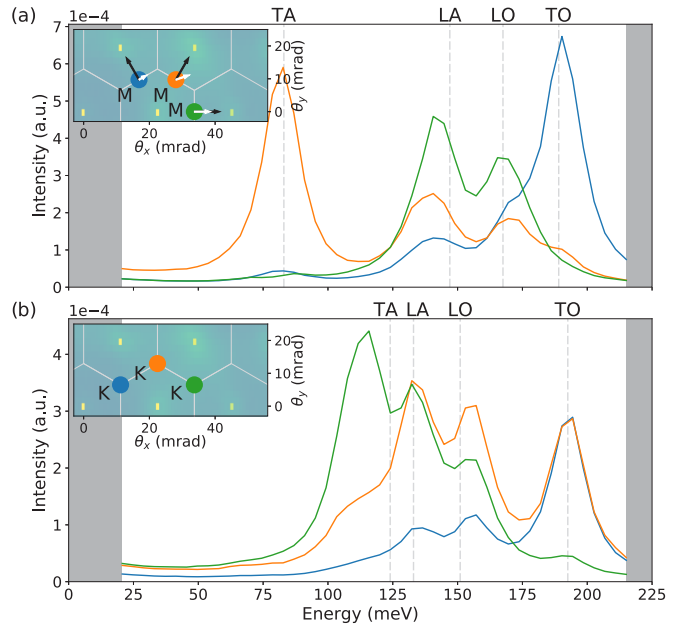 (a)
TA LA LO TO
1e−4
7
6
5
4
3
2
1
0
Intensity (a.u.)
M M M
0 20 40
θx (mrad)
20
10
0
θy (mrad)
(b)
TA LA LO TO
1e−4
4
3
2
1
0
Intensity (a.u.)
K K K
0 20 40
θx (mrad)
20
10
0
θy (mrad)
0 25 50 75 100 125 150 175 200 225
Energy (meV)